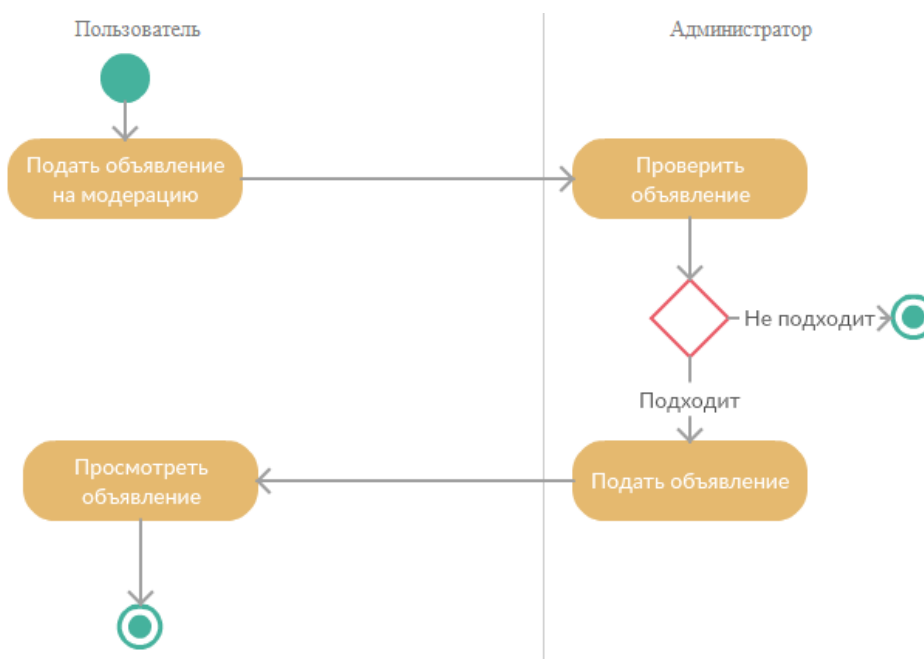 Пользователь
Администратор
Подать объявление
на модерацию
Проверить
объявление
Не подходит
Подходит
Просмотреть
объявление
Подать объявление